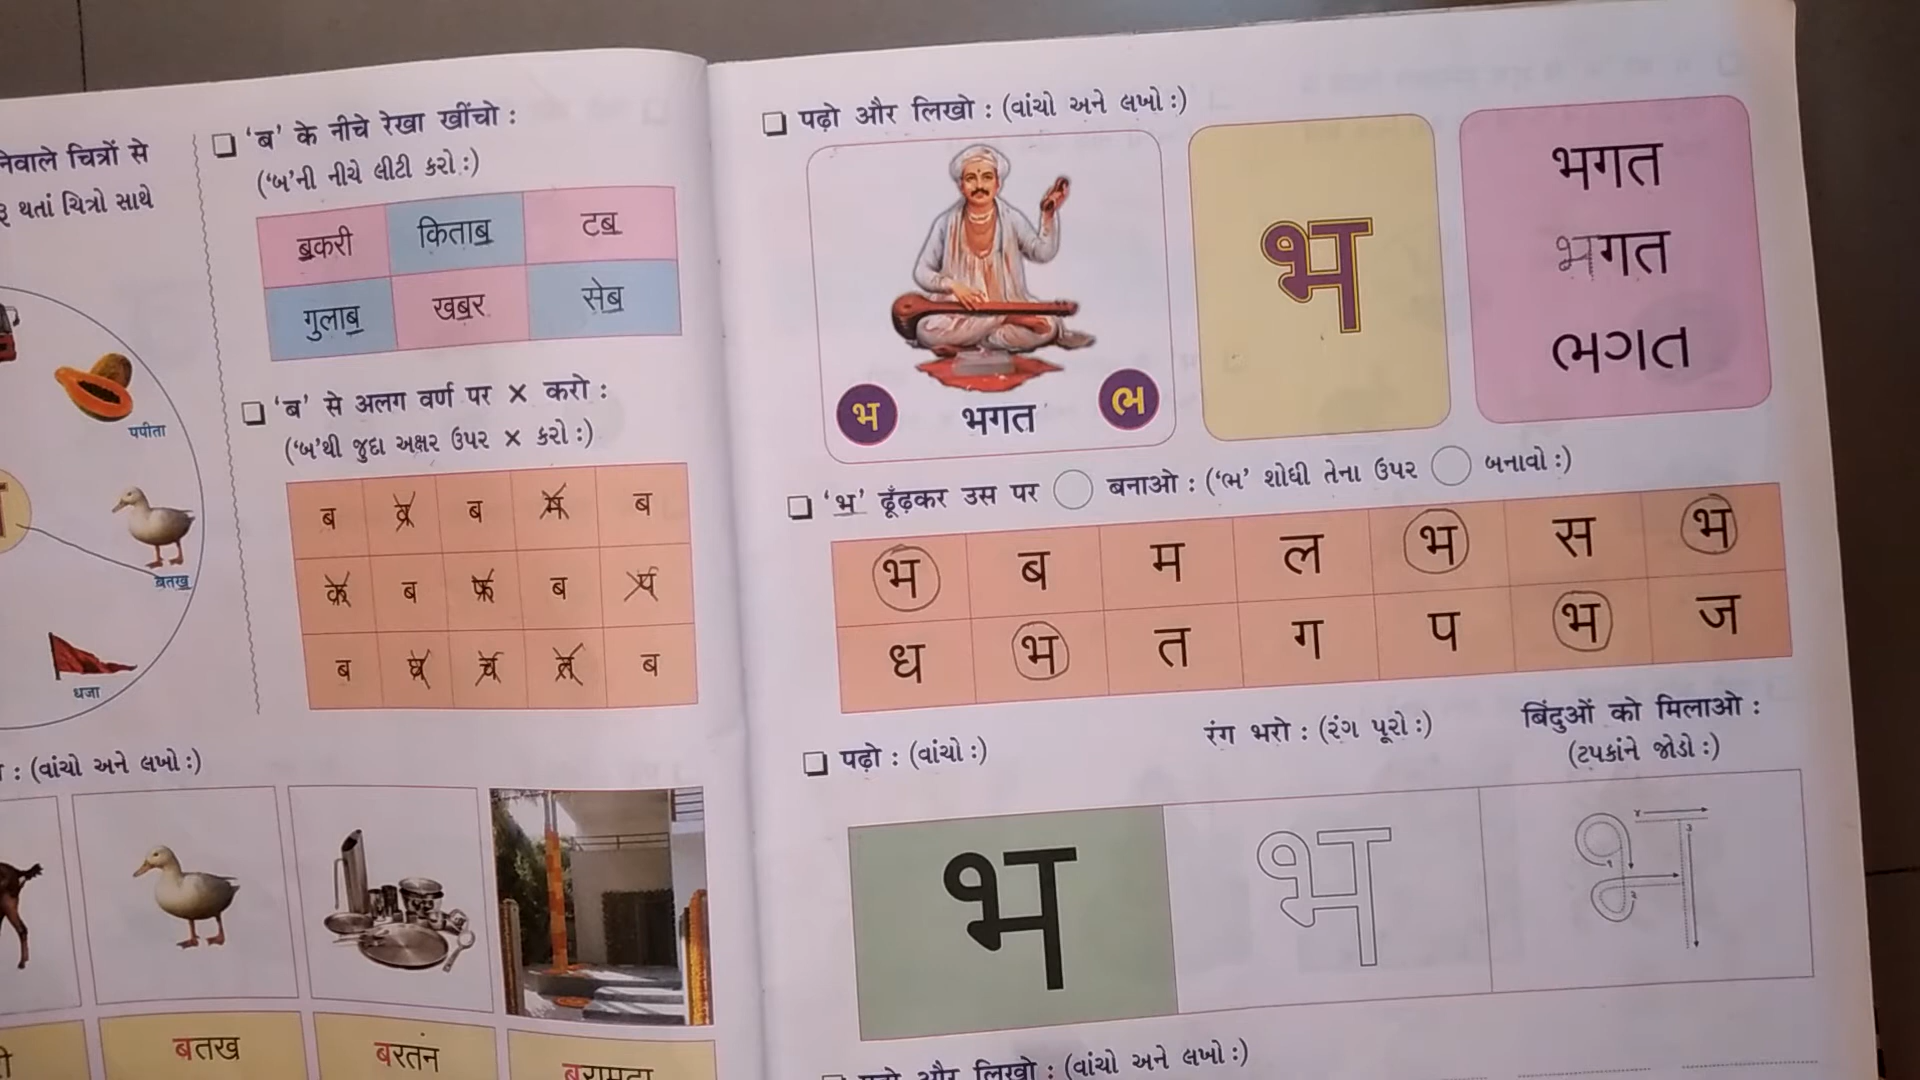 चित्रों से
થતાં ચિત્રો સાથે
पपीता
बतख
धजा
: (વાંચો અને લખો :)
बतख
बरतन
❑ 'ब' के नीचे रेखा खींचो :
('બ'ની નીચે લીટી કરો :)
बकरी किताब टब
गुलाब खबर सेब
❑ 'ब' से अलग वर्ण पर × करो :
('બ'થી જુદા અક્ષર ઉપર × કરો :)
ब ब म ब
क ब फ ब प
ब च त ब
❑ पढ़ो और लिखो : (વાંચો અને લખો :)
भ भगत ભ
भ
भगत
भगत
ભગત
❑ 'भ' ढूँढ़कर उस पर ◯ बनाओ : ('ભ' શોધી તેના ઉપર ◯ બનાવો :)
भ ब म ल भ स भ
ध भ त ग प भ ज
❑ पढ़ो : (વાંચો :)
रंग भरो : (રંગ પૂરો :)
बिंदुओं को मिलाओ :
(ટપકાંને જોડો :)
भ भ भ
पढ़ो और लिखो : (વાંચો અને લખો :)